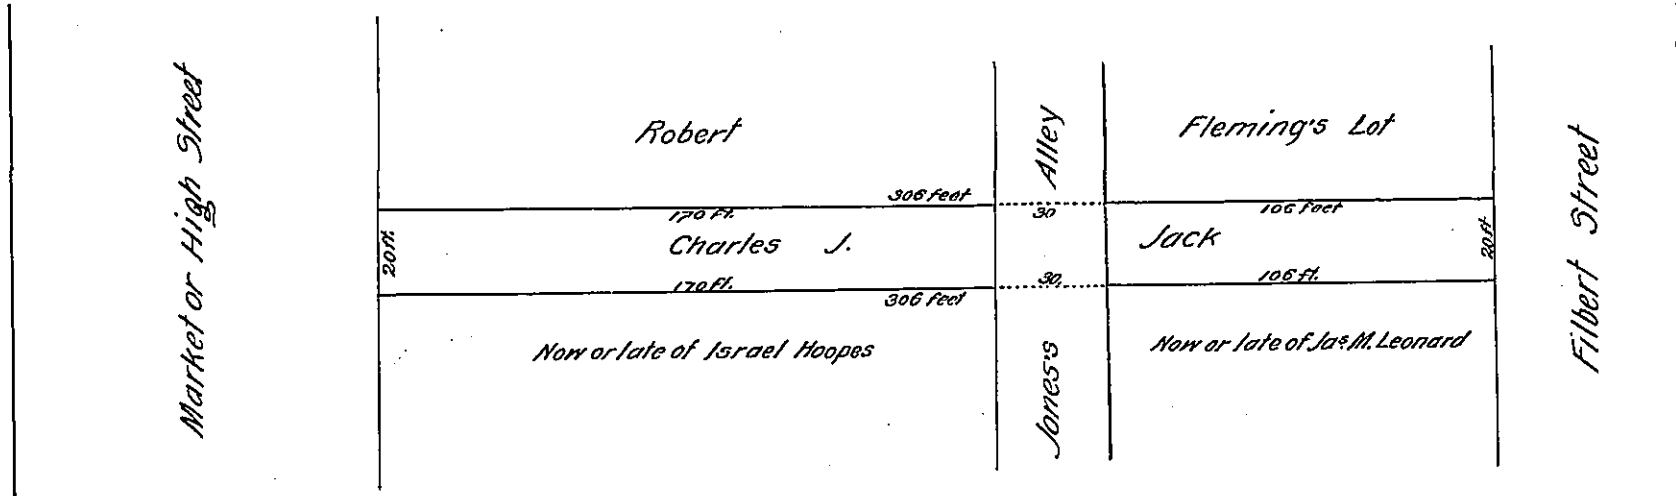 Market or High Street
Robert
Alley
Fleming's Lot
306 feet
170 ft.
30
106 feet
20 ft.
Charles J.
Jack
20 ft
170 ft.
30.
106 ft.
306 feet
Now or late of Israel Hoopes
Jones's
Now or late of Jas M. Leonard
Filbert Street